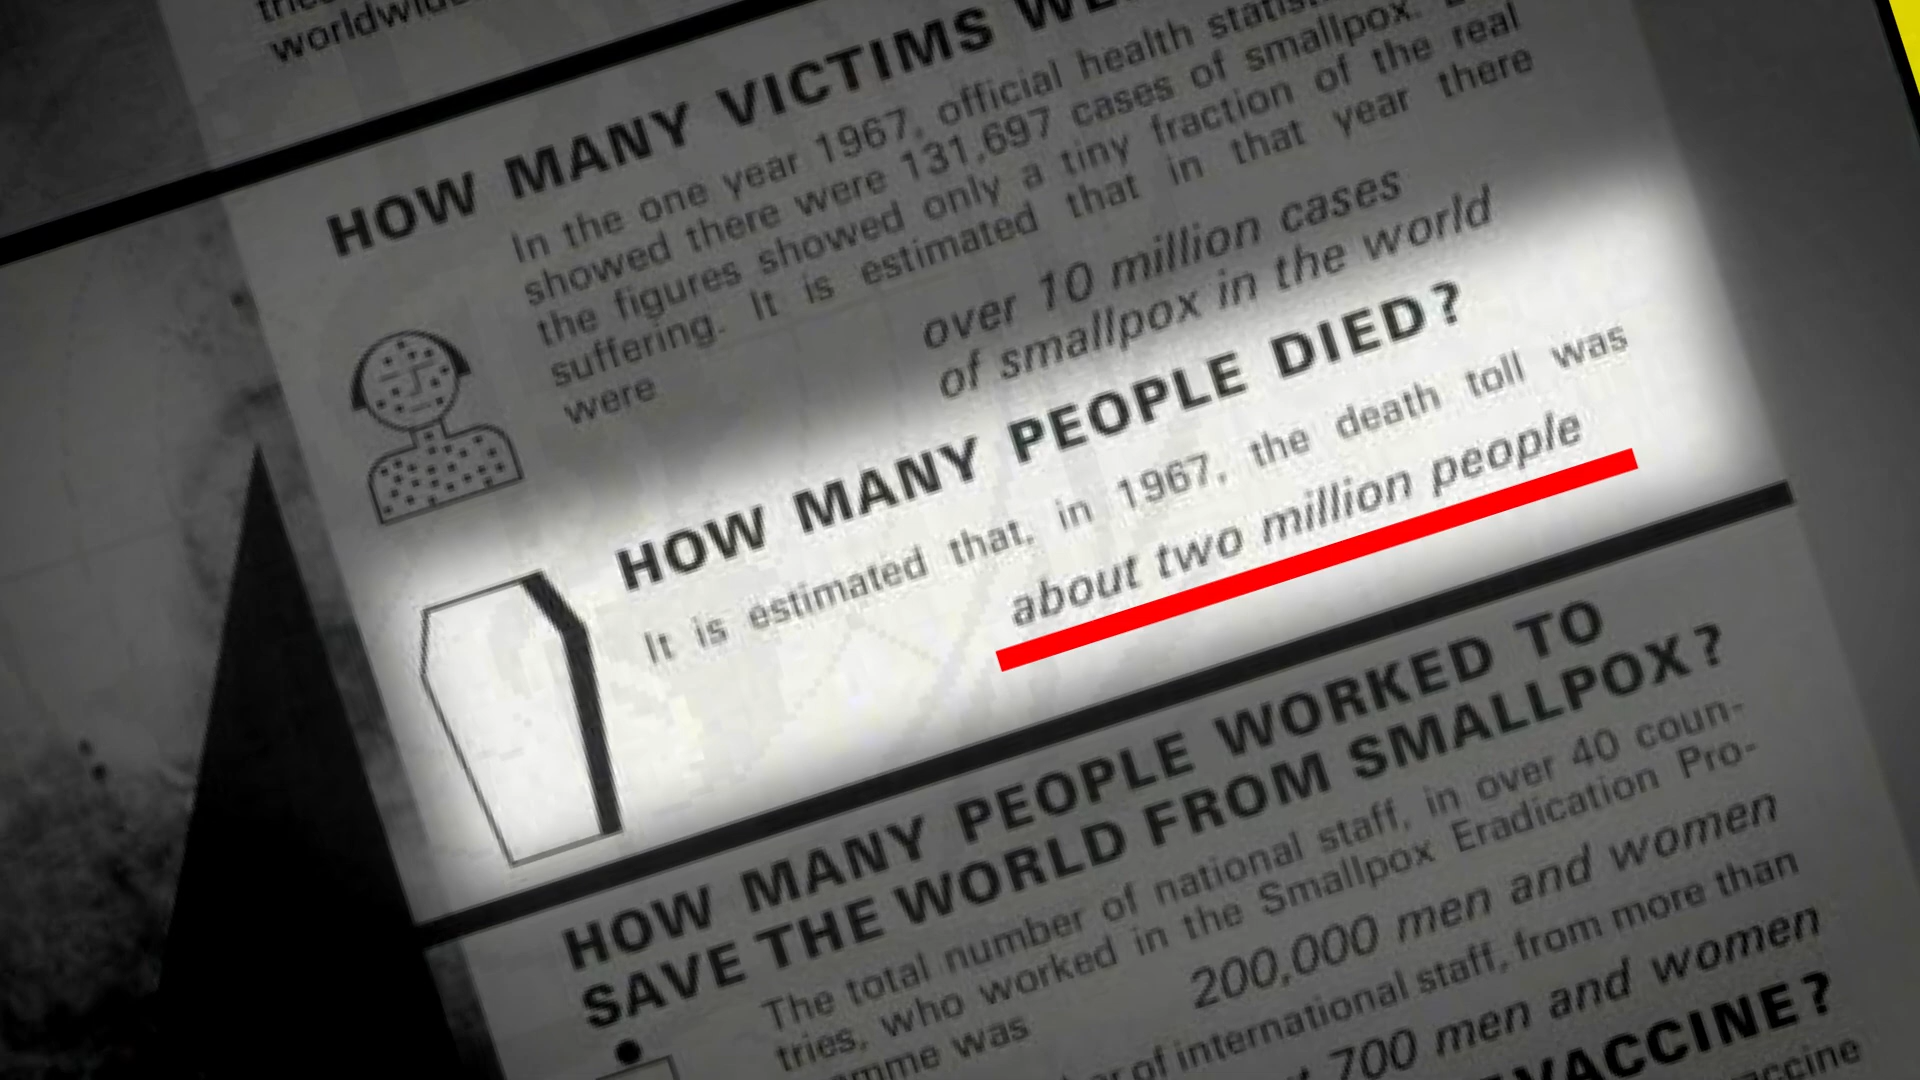 worldwide
HOW MANY VICTIMS
In the one year 1967, official health
showed there were 131,697 cases of smallpox.
the figures showed only a tiny fraction of the real
suffering. It is estimated that in that year there
were
over 10 million cases
of smallpox in the world
HOW MANY PEOPLE DIED?
It is estimated that, in 1967, the death toll was
about two million people
HOW MANY PEOPLE WORKED TO
SAVE THE WORLD FROM SMALLPOX?
The total number of national staff, in over 40 coun-
tries, who worked in the Smallpox Eradication Pro-
mme was
200,000 men and women
of international staff, from more than
700 men and women
VACCINE?
vaccine